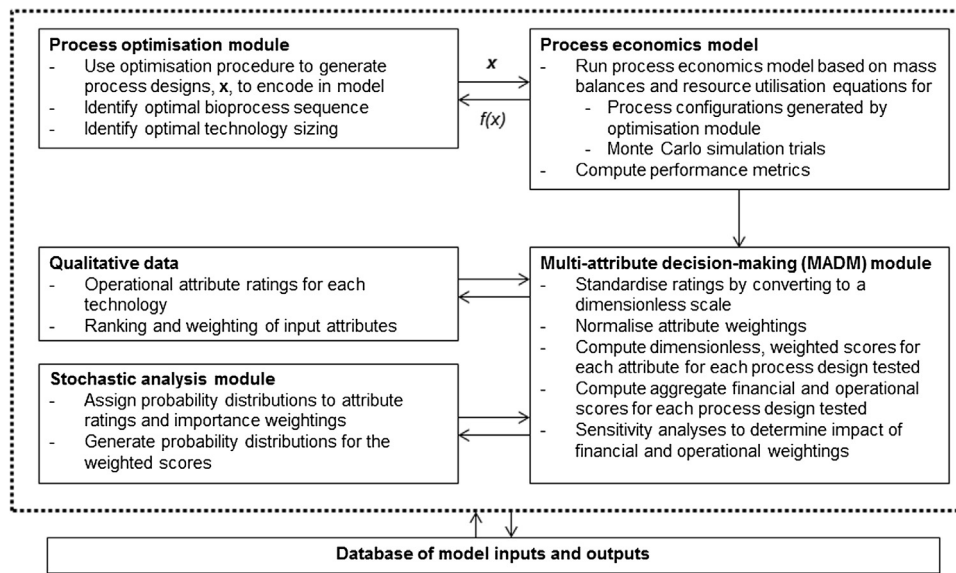 Process optimisation module
- Use optimisation procedure to generate
process designs, x, to encode in model
- Identify optimal bioprocess sequence
- Identify optimal technology sizing
x
f(x)
Process economics model
- Run process economics model based on mass
balances and resource utilisation equations for
- Process configurations generated by
optimisation module
- Monte Carlo simulation trials
- Compute performance metrics
Qualitative data
- Operational attribute ratings for each
technology
- Ranking and weighting of input attributes
Stochastic analysis module
- Assign probability distributions to attribute
ratings and importance weightings
- Generate probability distributions for the
weighted scores
Multi-attribute decision-making (MADM) module
- Standardise ratings by converting to a
dimensionless scale
- Normalise attribute weightings
- Compute dimensionless, weighted scores for
each attribute for each process design tested
- Compute aggregate financial and operational
scores for each process design tested
- Sensitivity analyses to determine impact of
financial and operational weightings
Database of model inputs and outputs